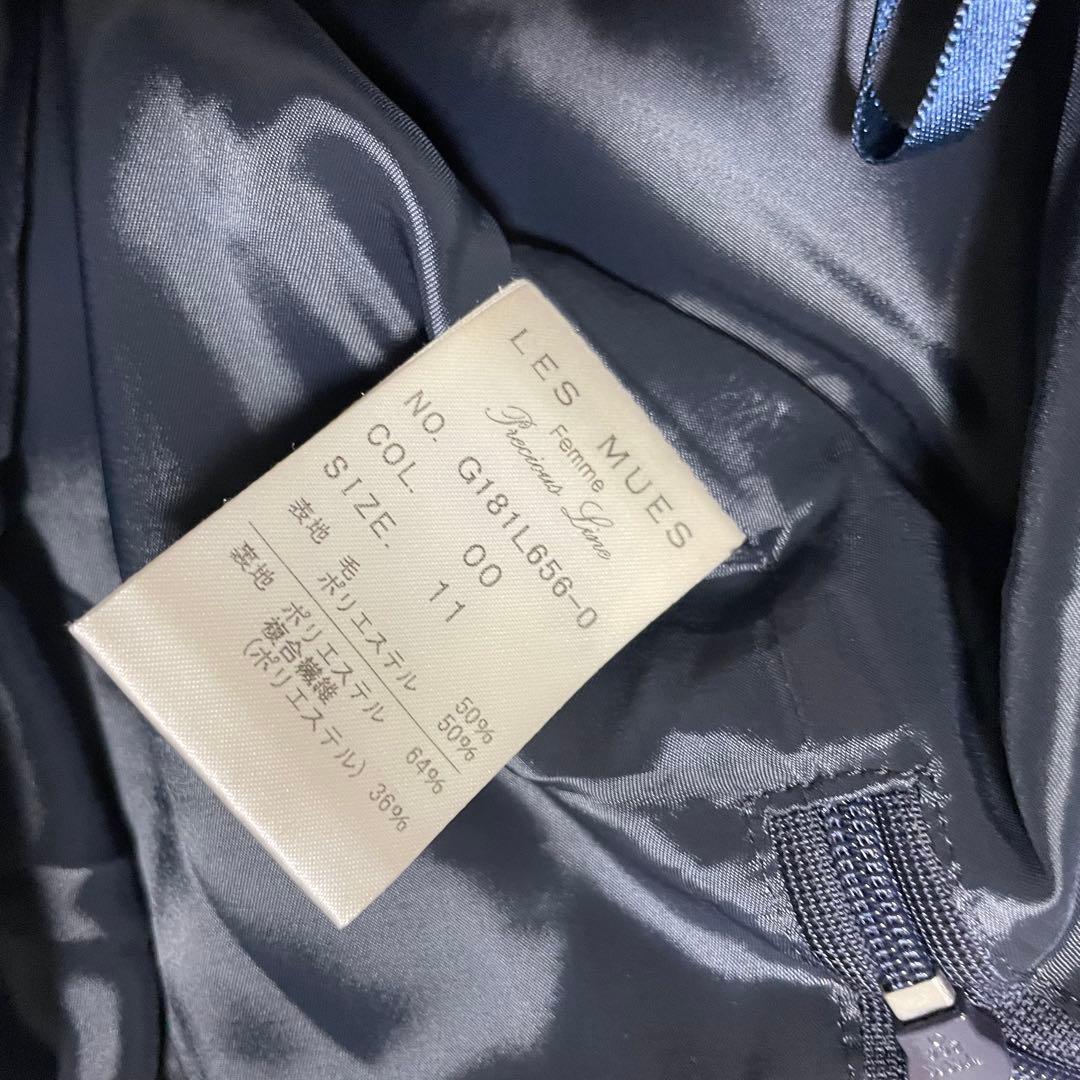 LES MUES
Femme
Precious Line
NO. G181L656-0
COL. 00
SIZE. 11
表地 毛 50%
ポリエステル 50%
裏地 ポリエステル 64%
複合繊維
(ポリエステル) 36%